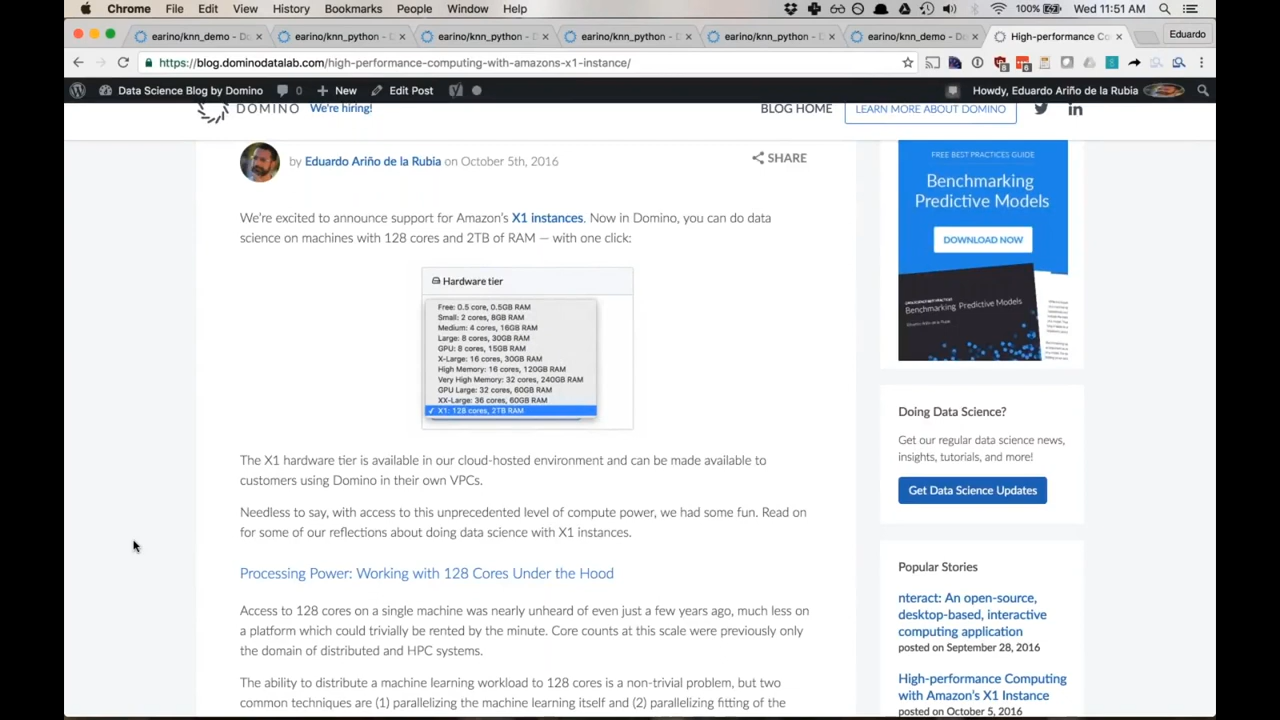 Chrome File Edit View History Bookmarks People Window Help 100% Wed 11:51 AM
earino/knn_demo - Do × earino/knn_python - D × earino/knn_python - D × earino/knn_python - D × earino/knn_python - D × earino/knn_demo - Do × High-performance Co × Eduardo
https://blog.dominodatalab.com/high-performance-computing-with-amazons-x1-instance/
Data Science Blog by Domino 0 + New Edit Post Howdy, Eduardo Ariño de la Rubia
DOMINO We're hiring! BLOG HOME LEARN MORE ABOUT DOMINO
by Eduardo Ariño de la Rubia on October 5th, 2016 SHARE
We're excited to announce support for Amazon's X1 instances. Now in Domino, you can do data
science on machines with 128 cores and 2TB of RAM — with one click:
Hardware tier
Free: 0.5 core, 0.5GB RAM
Small: 2 cores, 8GB RAM
Medium: 4 cores, 16GB RAM
Large: 8 cores, 30GB RAM
GPU: 8 cores, 15GB RAM
X-Large: 16 cores, 30GB RAM
High Memory: 16 cores, 120GB RAM
Very High Memory: 32 cores, 240GB RAM
GPU Large: 32 cores, 60GB RAM
XX-Large: 36 cores, 60GB RAM
✓ X1: 128 cores, 2TB RAM
The X1 hardware tier is available in our cloud-hosted environment and can be made available to
customers using Domino in their own VPCs.
Needless to say, with access to this unprecedented level of compute power, we had some fun. Read on
for some of our reflections about doing data science with X1 instances.
Processing Power: Working with 128 Cores Under the Hood
Access to 128 cores on a single machine was nearly unheard of even just a few years ago, much less on
a platform which could trivially be rented by the minute. Core counts at this scale were previously only
the domain of distributed and HPC systems.
The ability to distribute a machine learning workload to 128 cores is a non-trivial problem, but two
common techniques are (1) parallelizing the machine learning itself and (2) parallelizing fitting of the
FREE BEST PRACTICES GUIDE
Benchmarking
Predictive Models
DOWNLOAD NOW
Benchmarking Predictive Models
Doing Data Science?
Get our regular data science news,
insights, tutorials, and more!
Get Data Science Updates
Popular Stories
nteract: An open-source,
desktop-based, interactive
computing application
posted on September 28, 2016
High-performance Computing
with Amazon's X1 Instance
posted on October 5, 2016